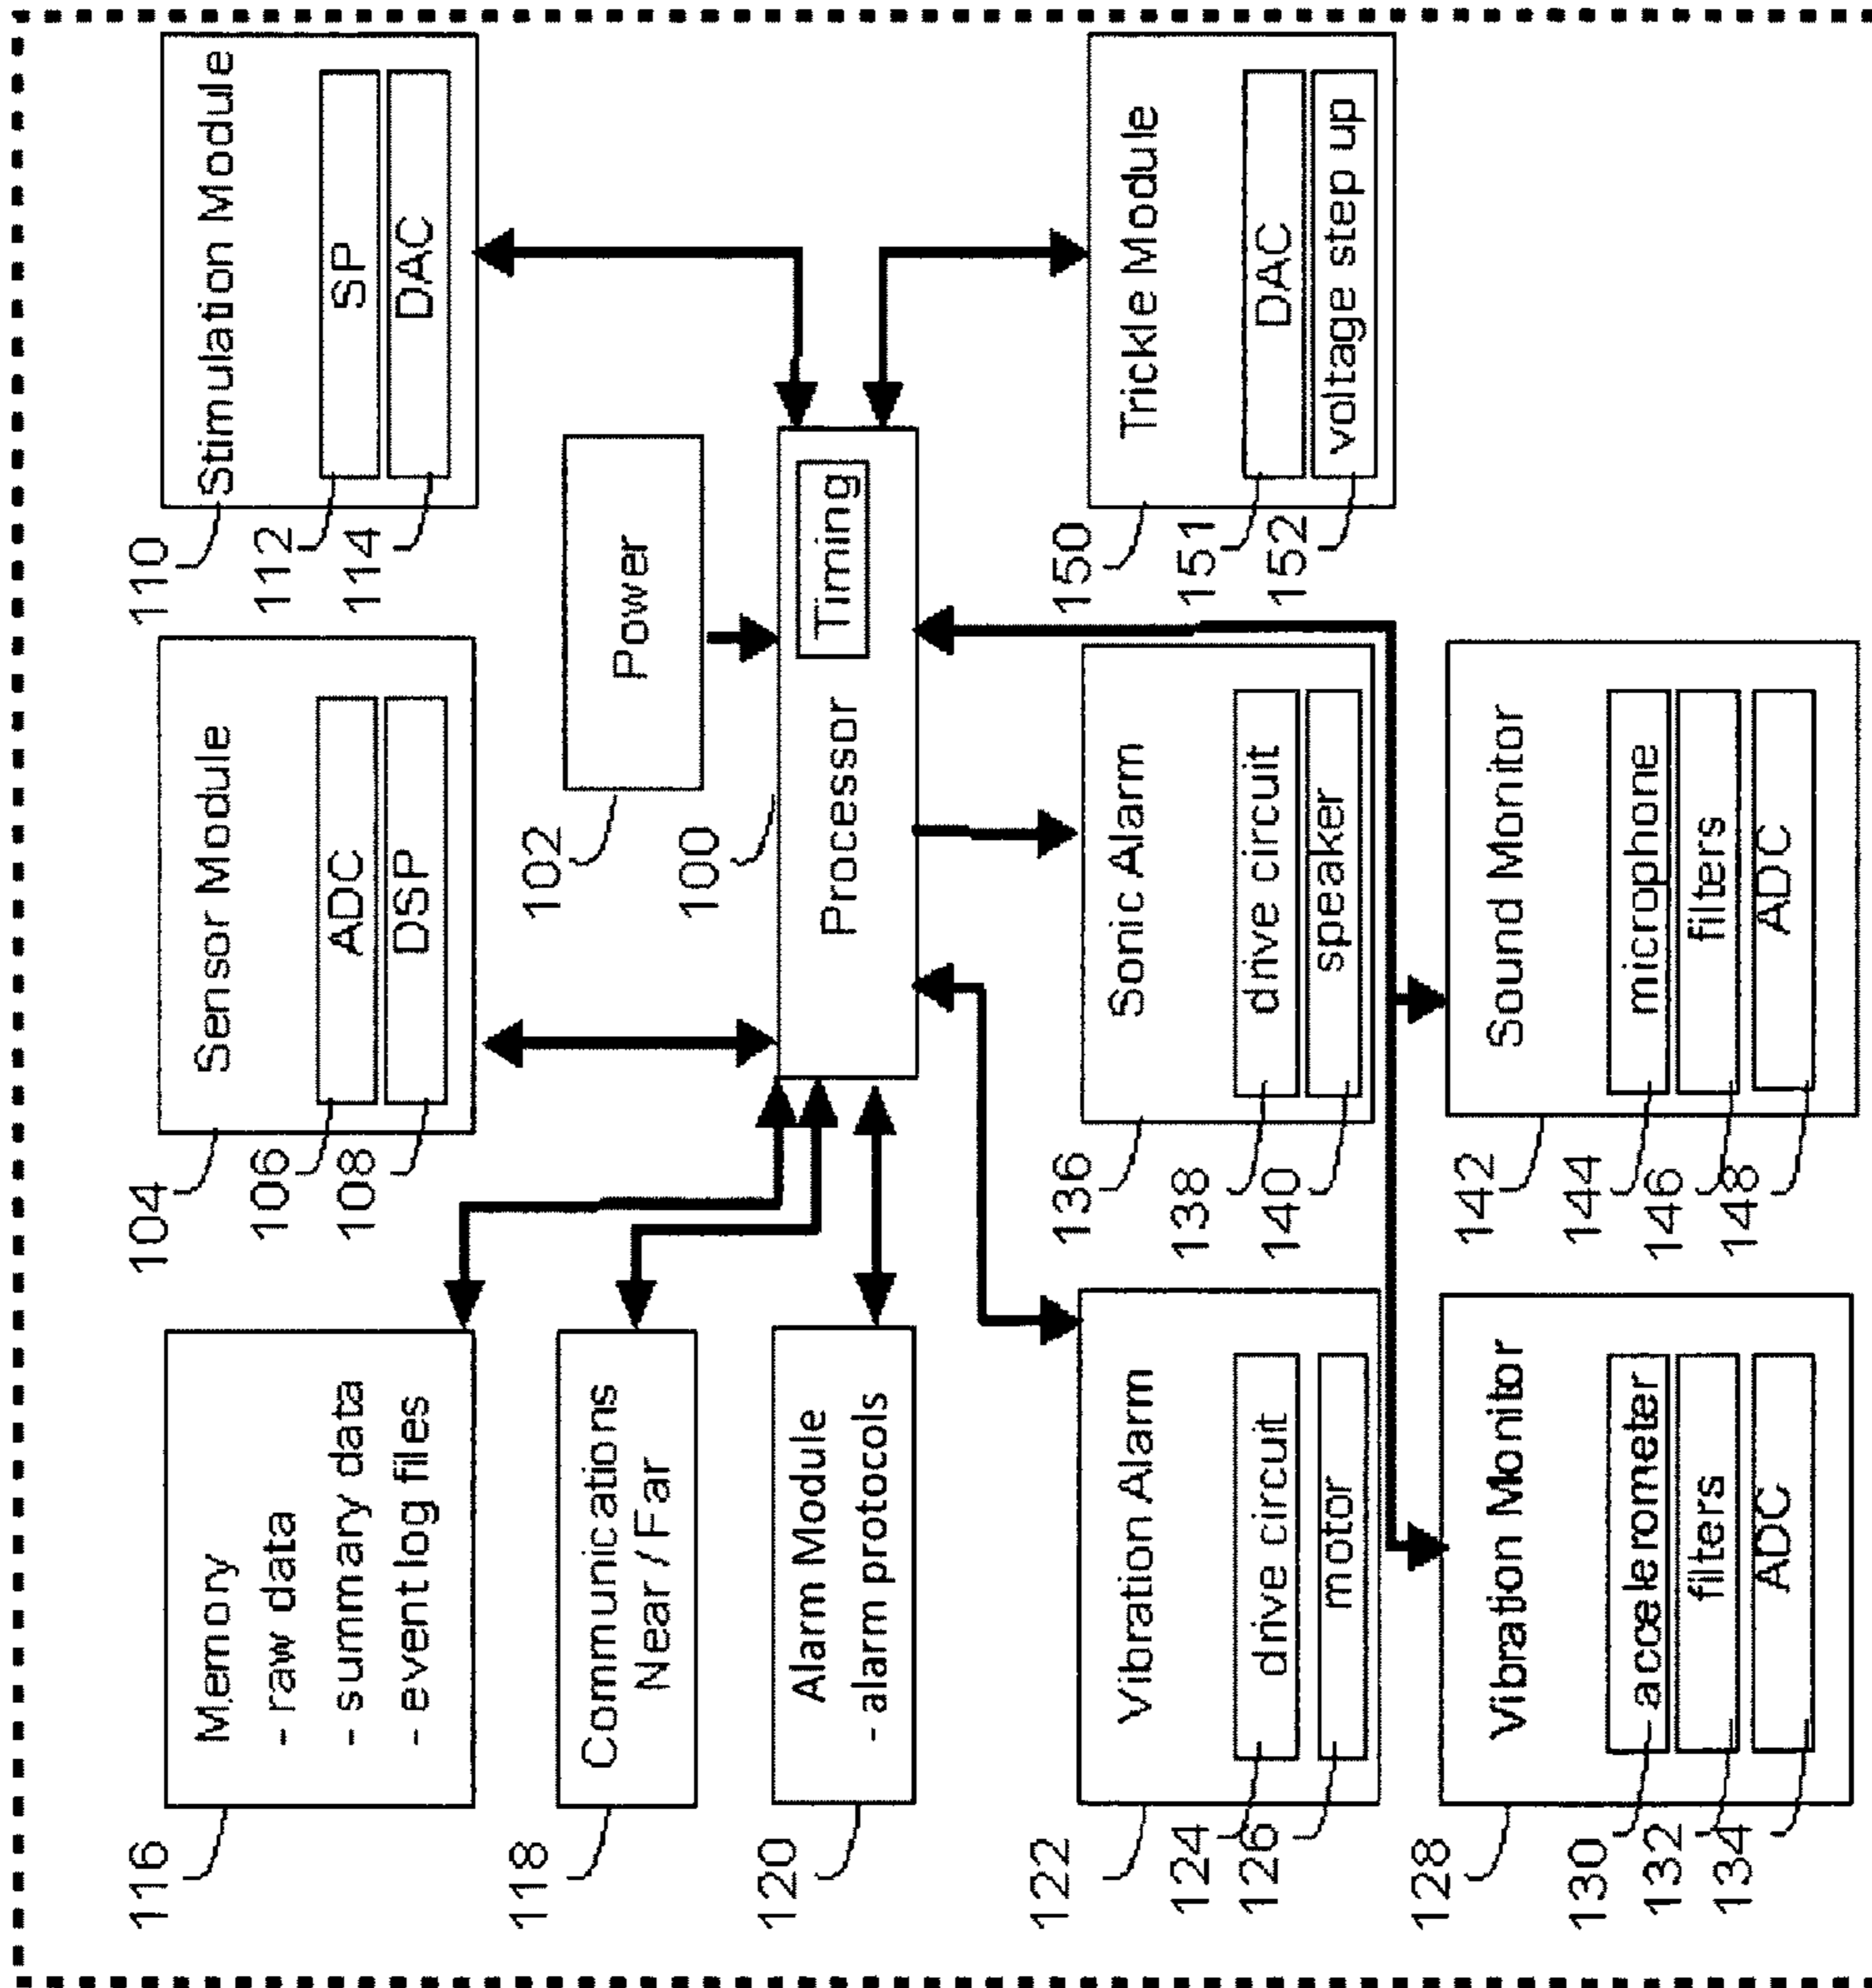 116
Memory
- raw data
- summary data
- event log files
104
Sensor Module
106
ADC
108
DSP
110
Stimulation Module
112
SP
114
DAC
118
Communications
Near / Far
102
Power
120
Alarm Module
- alarm protocols
100
Processor
Timing
122
Vibration Alarm
124
drive circuit
126
motor
136
Sonic Alarm
138
drive circuit
140
speaker
150
Trickle Module
151
DAC
152
voltage step up
128
Vibration Monitor
130
accelerometer
132
filters
134
ADC
142
Sound Monitor
144
microphone
146
filters
148
ADC